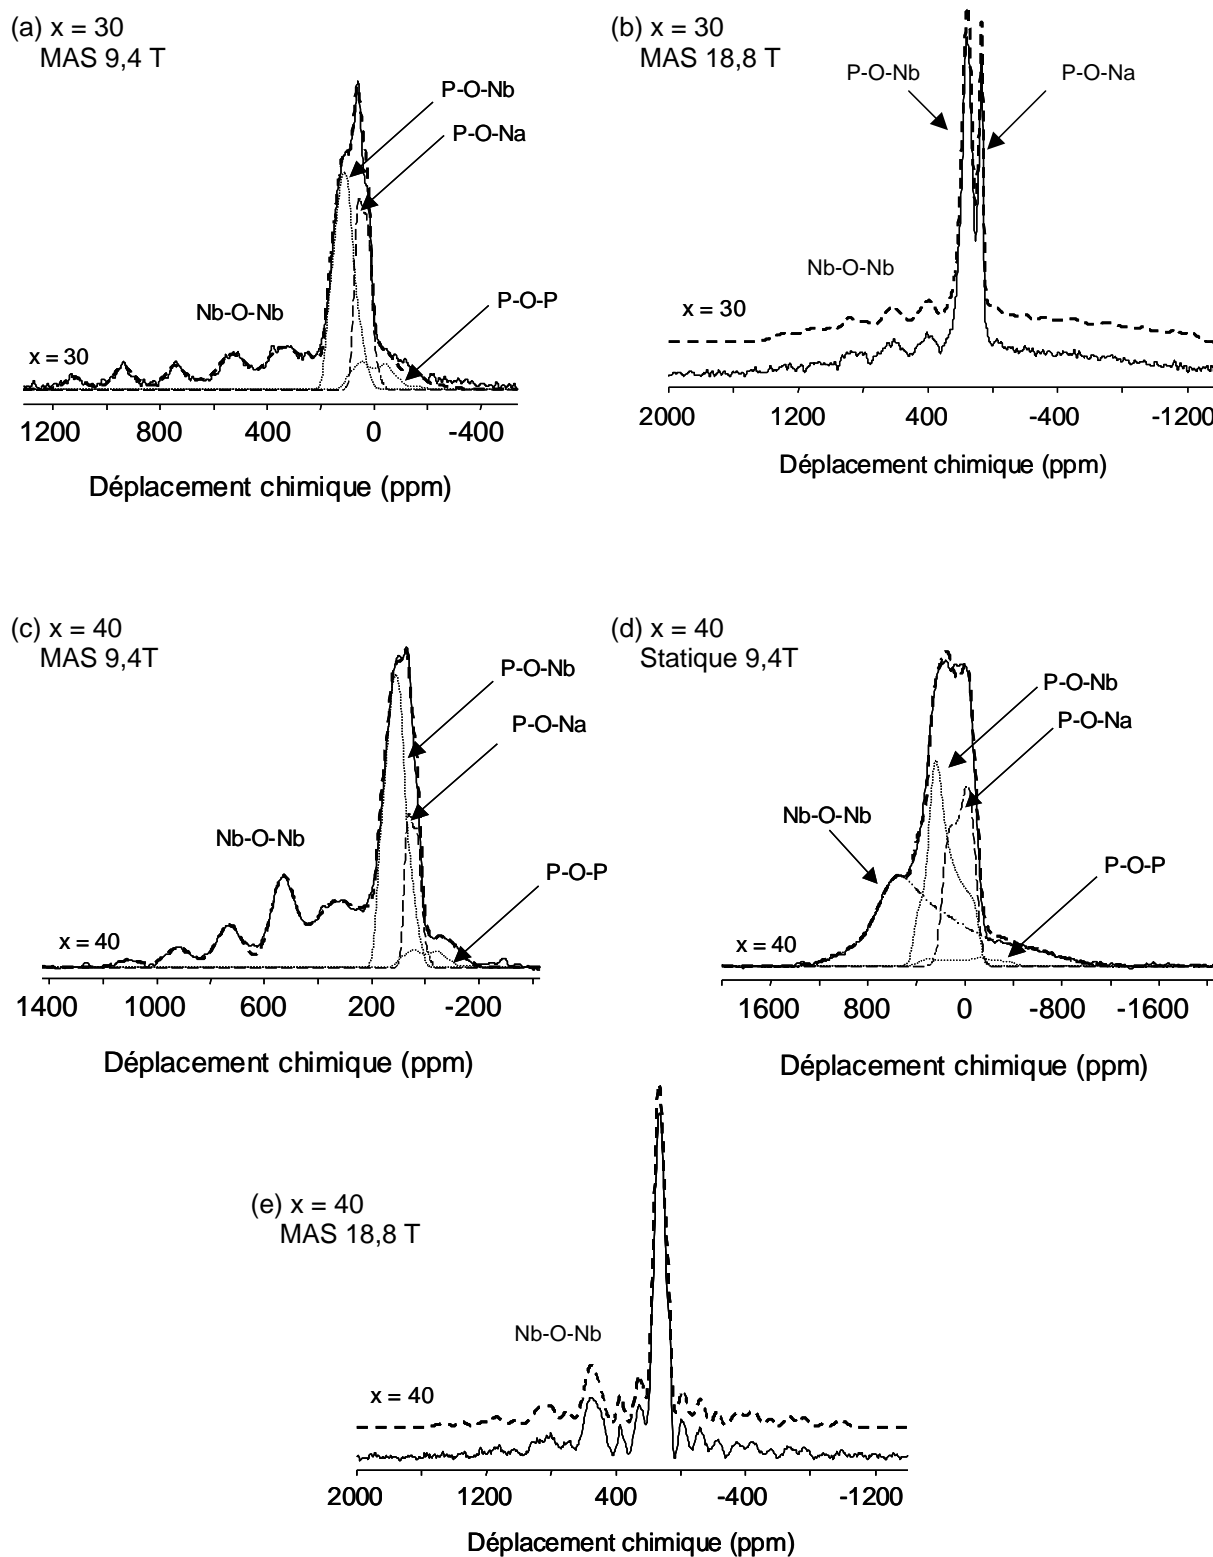 (a) x = 30
MAS 9,4 T
P-O-Nb
P-O-Na
Nb-O-Nb
P-O-P
x = 30
1200 800 400 0 -400
Déplacement chimique (ppm)
(b) x = 30
MAS 18,8 T
P-O-Nb
P-O-Na
Nb-O-Nb
x = 30
2000 1200 400 -400 -1200
Déplacement chimique (ppm)
(c) x = 40
MAS 9,4T
P-O-Nb
P-O-Na
Nb-O-Nb
P-O-P
x = 40
1400 1000 600 200 -200
Déplacement chimique (ppm)
(d) x = 40
Statique 9,4T
P-O-Nb
P-O-Na
Nb-O-Nb
P-O-P
x = 40
1600 800 0 -800 -1600
Déplacement chimique (ppm)
(e) x = 40
MAS 18,8 T
Nb-O-Nb
x = 40
2000 1200 400 -400 -1200
Déplacement chimique (ppm)